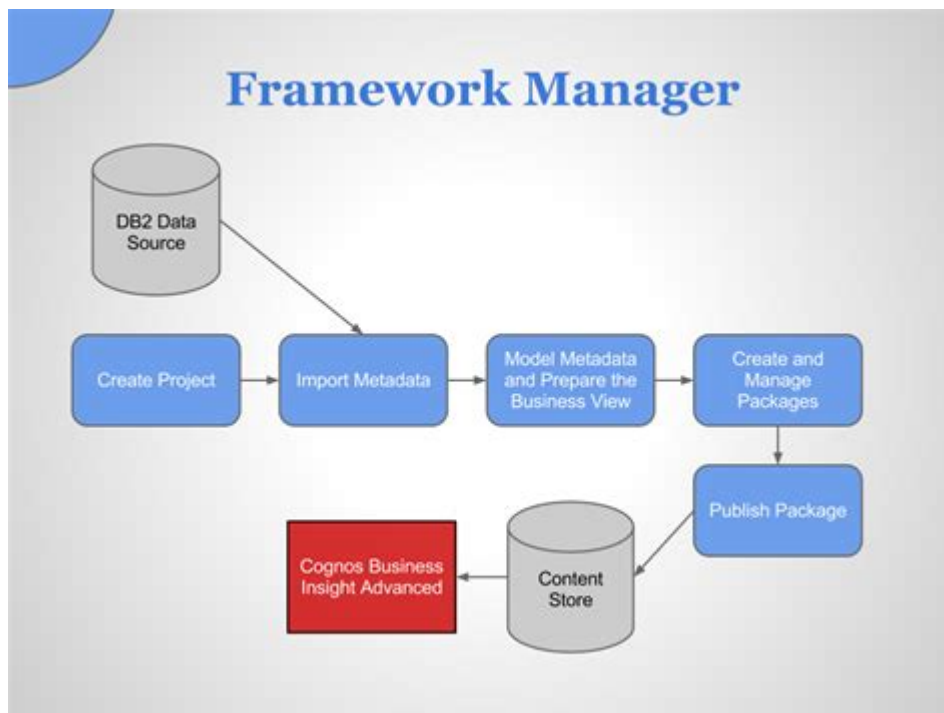 Framework Manager
DB2 Data
Source
Create Project
Import Metadata
Model Metadata
and Prepare the
Business View
Create and
Manage
Packages
Publish Package
Cognos Business
Insight Advanced
Content
Store